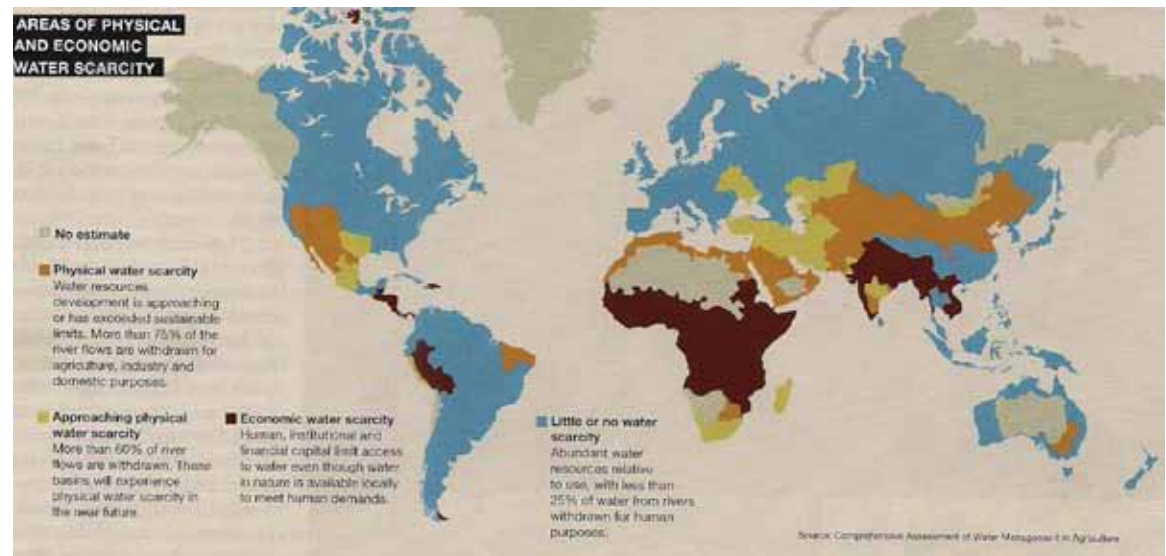 AREAS OF PHYSICAL
AND ECONOMIC
WATER SCARCITY
No estimate
Physical water scarcity
Water resources
development is approaching
or has exceeded sustainable
limits. More than 75% of the
river flows are withdrawn for
agriculture, industry and
domestic purposes.
Approaching physical
water scarcity
More than 60% of river
flows are withdrawn. These
basins will experience
physical water scarcity in
the near future.
Economic water scarcity
Human, institutional and
financial capital limit access
to water even though water
in nature is available locally
to meet human demands.
Little or no water
scarcity
Abundant water
resources relative
to use, with less than
25% of water from rivers
withdrawn for human
purposes.
Source: Comprehensive Assessment of Water Management in Agriculture